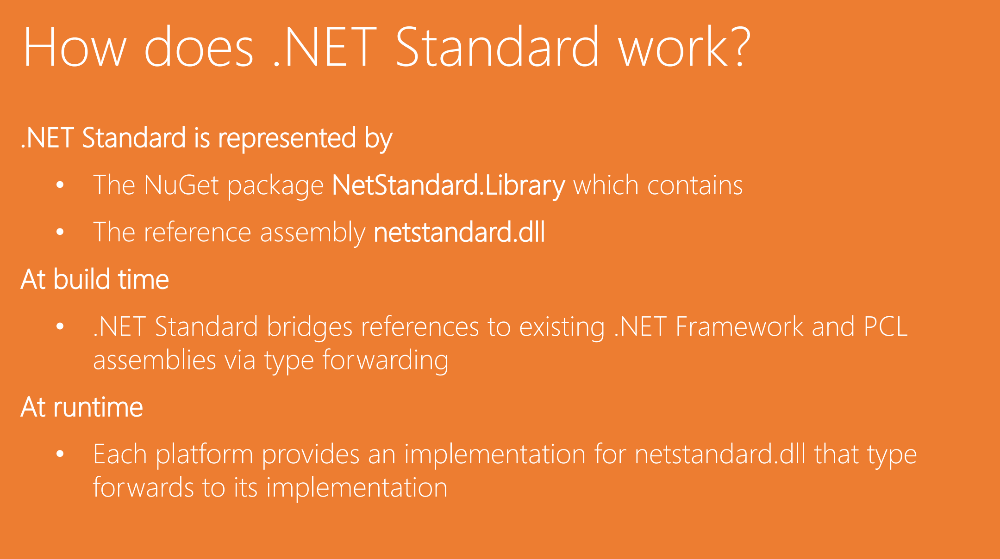 How does .NET Standard work?
.NET Standard is represented by
• The NuGet package NetStandard.Library which contains
• The reference assembly netstandard.dll
At build time
• .NET Standard bridges references to existing .NET Framework and PCL
assemblies via type forwarding
At runtime
• Each platform provides an implementation for netstandard.dll that type
forwards to its implementation